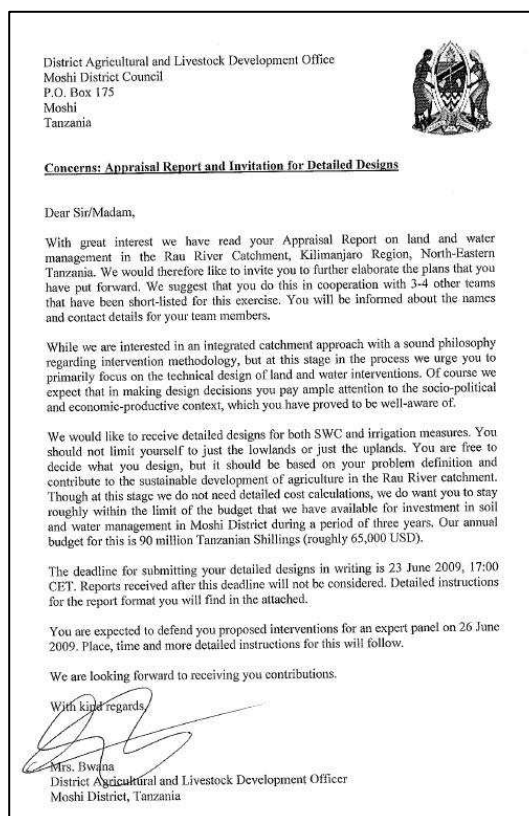 District Agricultural and Livestock Development Office
Moshi District Council
P.O. Box 175
Moshi
Tanzania
Concerns: Appraisal Report and Invitation for Detailed Designs
Dear Sir/Madam,
With great interest we have read your Appraisal Report on land and water
management in the Rau River Catchment, Kilimanjaro Region, North-Eastern
Tanzania. We would therefore like to invite you to further elaborate the plans that you
have put forward. We suggest that you do this in cooperation with 3-4 other teams
that have been short-listed for this exercise. You will be informed about the names
and contact details for your team members.
While we are interested in an integrated catchment approach with a sound philosophy
regarding intervention methodology, but at this stage in the process we urge you to
primarily focus on the technical design of land and water interventions. Of course we
expect that in making design decisions you pay ample attention to the socio-political
and economic-productive context, which you have proved to be well-aware of.
We would like to receive detailed designs for both SWC and irrigation measures. You
should not limit yourself to just the lowlands or just the uplands. You are free to
decide what you design, but it should be based on your problem definition and
contribute to the sustainable development of agriculture in the Rau River catchment.
Though at this stage we do not need detailed cost calculations, we do want you to stay
roughly within the limit of the budget that we have available for investment in soil
and water management in Moshi District during a period of three years. Our annual
budget for this is 90 million Tanzanian Shillings (roughly 65,000 USD).
The deadline for submitting your detailed designs in writing is 23 June 2009, 17:00
CET. Reports received after this deadline will not be considered. Detailed instructions
for the report format you will find in the attached.
You are expected to defend you proposed interventions for an expert panel on 26 June
2009. Place, time and more detailed instructions for this will follow.
We are looking forward to receiving you contributions.
With kind regards,
Mrs. Bwana
District Agricultural and Livestock Development Officer
Moshi District, Tanzania